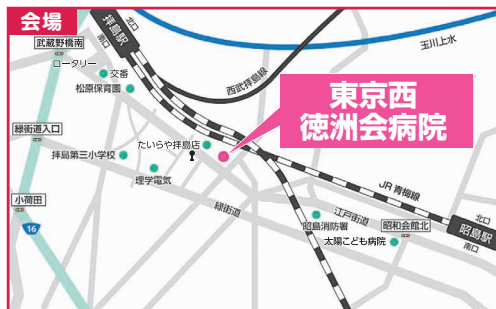 会場
拝島駅
北口
南口
武蔵野橋南
ロータリー
交番
松原保育園
玉川上水
西武拝島線
東京西
徳洲会病院
緑街道入口
たいらや拝島店
拝島第三小学校
理学電気
JR青梅線
小荷田
緑街道
江戸街道
16
昭島消防署
昭和会館北
太陽こども病院
北口
昭島駅
南口